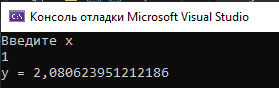 Консоль отладки Microsoft Visual Studio
Введите x
1
y = 2,080623951212186